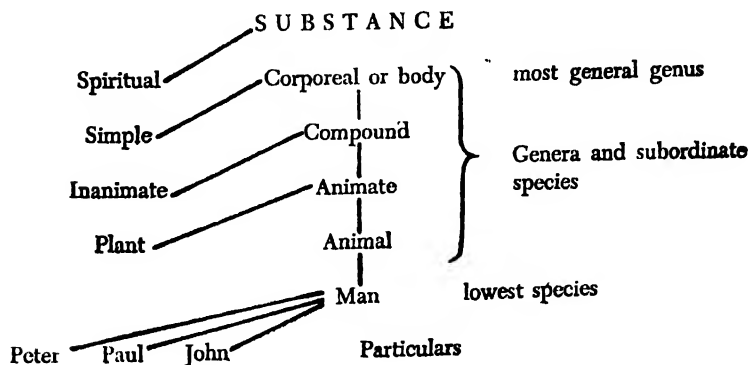 S U B S T A N C E
Spiritual Corporeal or body most general genus
Simple Compound
Genera and subordinate
species
Inanimate Animate
Plant Animal
Man lowest species
Peter Paul John Particulars